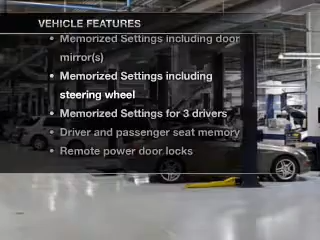 VEHICLE FEATURES
• Memorized Settings including door
mirror(s)
• Memorized Settings including
steering wheel
• Memorized Settings for 3 drivers
• Driver and passenger seat memory
• Remote power door locks